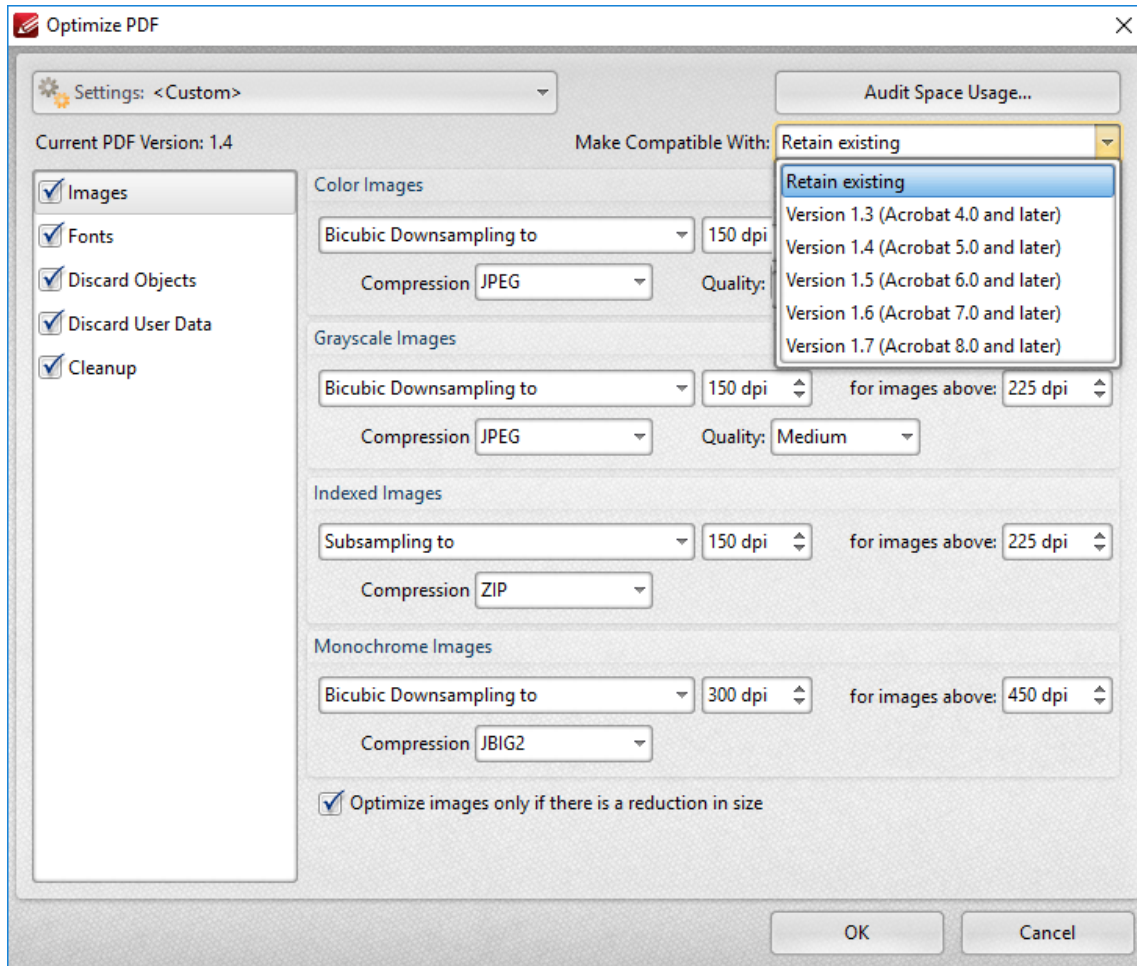 Optimize PDF
Settings: <Custom>
Audit Space Usage...
Current PDF Version: 1.4
Make Compatible With: Retain existing
Retain existing
Version 1.3 (Acrobat 4.0 and later)
Version 1.4 (Acrobat 5.0 and later)
Version 1.5 (Acrobat 6.0 and later)
Version 1.6 (Acrobat 7.0 and later)
Version 1.7 (Acrobat 8.0 and later)
Images
Fonts
Discard Objects
Discard User Data
Cleanup
Color Images
Bicubic Downsampling to 150 dpi
Compression JPEG Quality:
Grayscale Images
Bicubic Downsampling to 150 dpi for images above: 225 dpi
Compression JPEG Quality: Medium
Indexed Images
Subsampling to 150 dpi for images above: 225 dpi
Compression ZIP
Monochrome Images
Bicubic Downsampling to 300 dpi for images above: 450 dpi
Compression JBIG2
Optimize images only if there is a reduction in size
OK Cancel